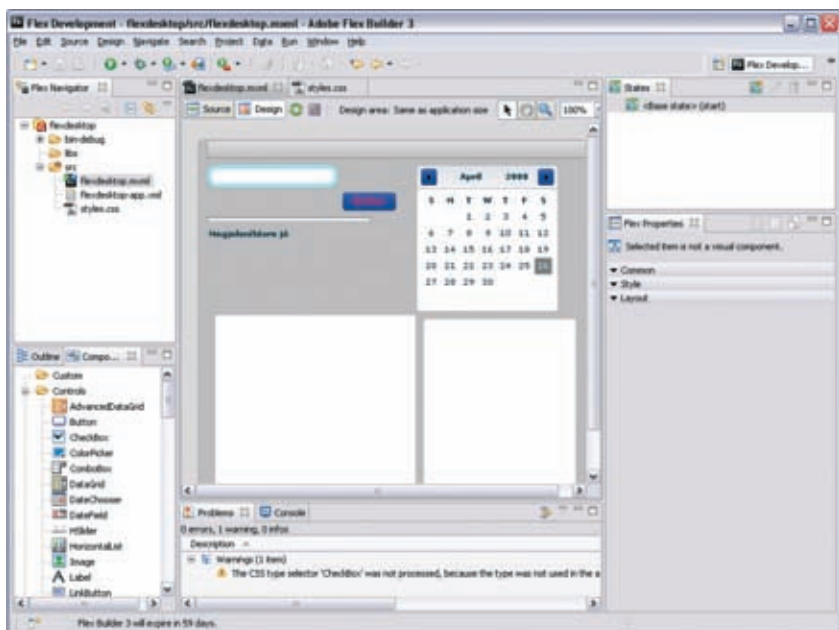 Flex Development - flexdesktop/src/flexdesktop.mxml - Adobe Flex Builder 3
File Edit Source Design Navigate Search Project Data Run Window Help
Flex Develop...
Flex Navigator
flexdesktop
bin-debug
libs
src
flexdesktop.mxml
flexdesktop-app.xml
styles.css
flexdesktop.mxml styles.css
Source Design Design area: Same as application size 100%
April 2008
S M T W T F S
1 2 3 4 5
6 7 8 9 10 11 12
13 14 15 16 17 18 19
20 21 22 23 24 25 26
27 28 29 30
States
<Base state> (start)
Flex Properties
Selected item is not a visual component.
Common
Style
Layout
Outline Compo...
Custom
Controls
AdvancedDataGrid
Button
CheckBox
ColorPicker
ComboBox
DataGrid
DateChooser
DateField
HSlider
HorizontalList
Image
Label
LinkButton
Problems Console
0 errors, 1 warning, 0 infos
Description
Warnings (1 item)
The CSS type selector 'CheckBox' was not processed, because the type was not used in the a
Flex Builder 3 will expire in 59 days.